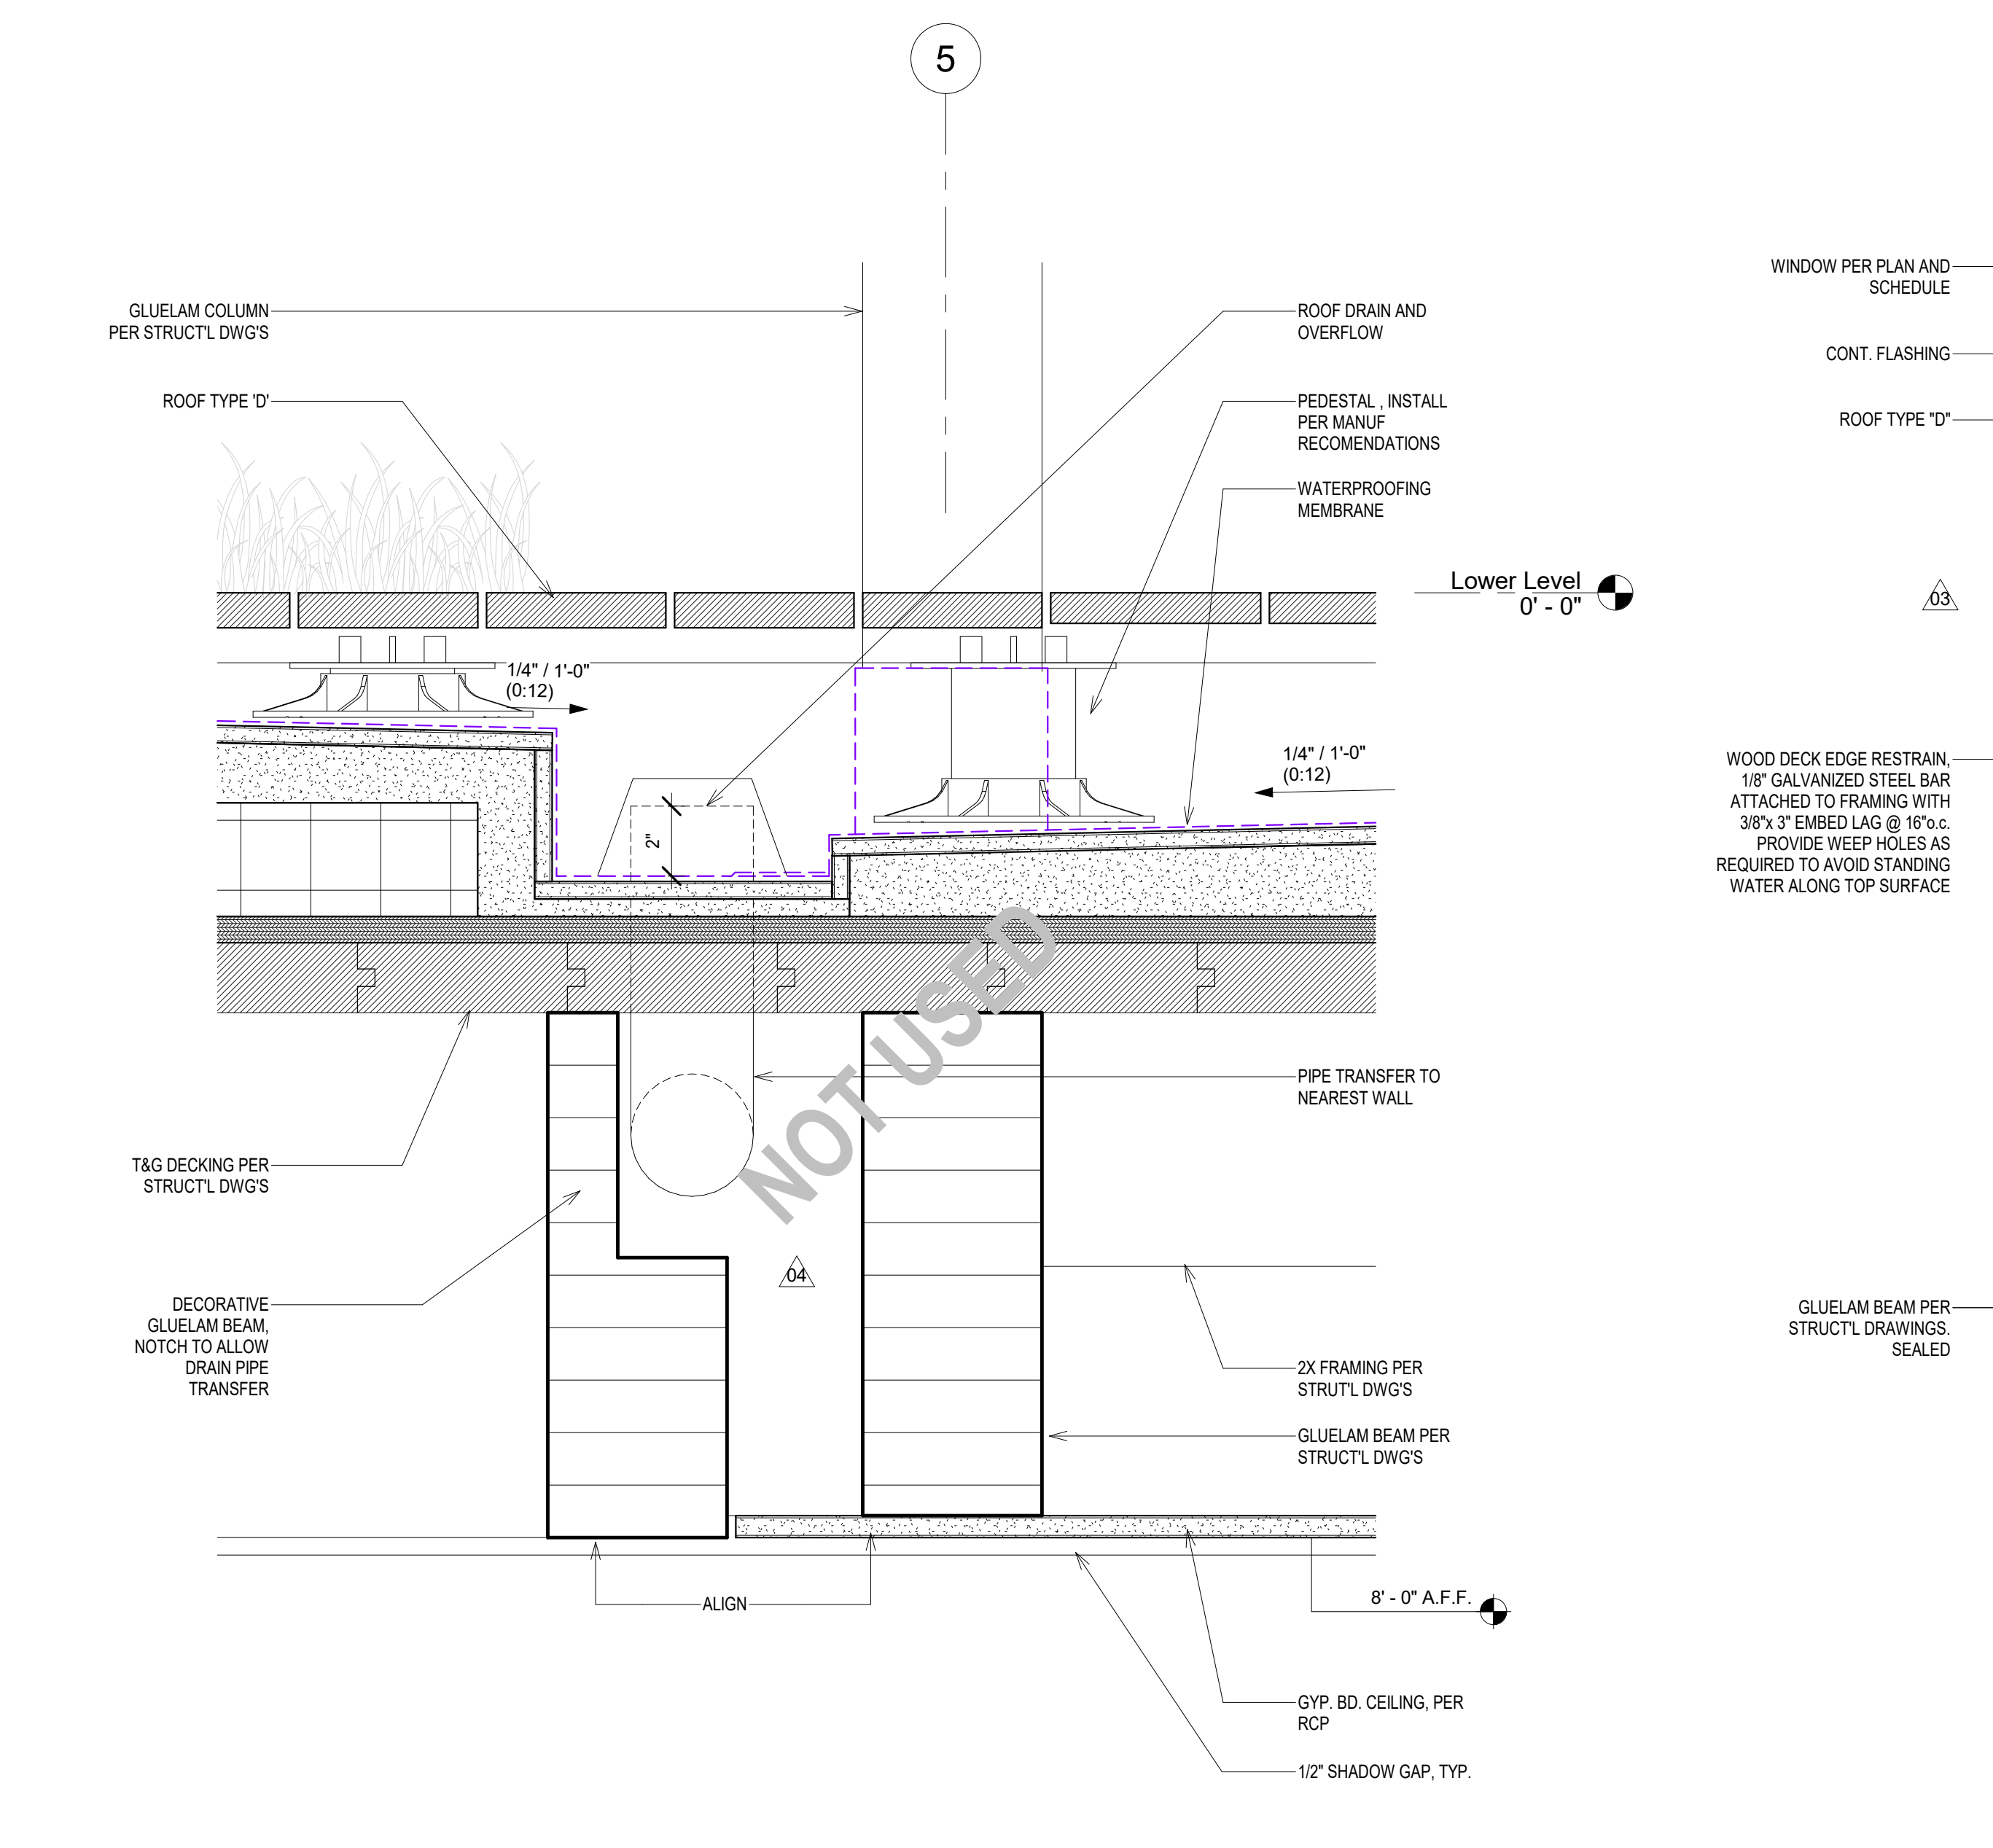 5
GLUELAM COLUMN
PER STRUCT'L DWG'S
ROOF TYPE 'D'
ROOF DRAIN AND
OVERFLOW
PEDESTAL , INSTALL
PER MANUF
RECOMENDATIONS
WATERPROOFING
MEMBRANE
Lower Level
0' - 0"
1/4" / 1'-0"
(0:12)
1/4" / 1'-0"
(0:12)
2"
NOT USED
PIPE TRANSFER TO
NEAREST WALL
T&G DECKING PER
STRUCT'L DWG'S
04
DECORATIVE
GLUELAM BEAM,
NOTCH TO ALLOW
DRAIN PIPE
TRANSFER
2X FRAMING PER
STRUT'L DWG'S
GLUELAM BEAM PER
STRUCT'L DWG'S
ALIGN
8' - 0" A.F.F.
GYP. BD. CEILING, PER
RCP
1/2" SHADOW GAP, TYP.
WINDOW PER PLAN AND
SCHEDULE
CONT. FLASHING
ROOF TYPE "D"
03
WOOD DECK EDGE RESTRAIN,
1/8" GALVANIZED STEEL BAR
ATTACHED TO FRAMING WITH
3/8"x 3" EMBED LAG @ 16"o.c.
PROVIDE WEEP HOLES AS
REQUIRED TO AVOID STANDING
WATER ALONG TOP SURFACE
GLUELAM BEAM PER
STRUCT'L DRAWINGS.
SEALED